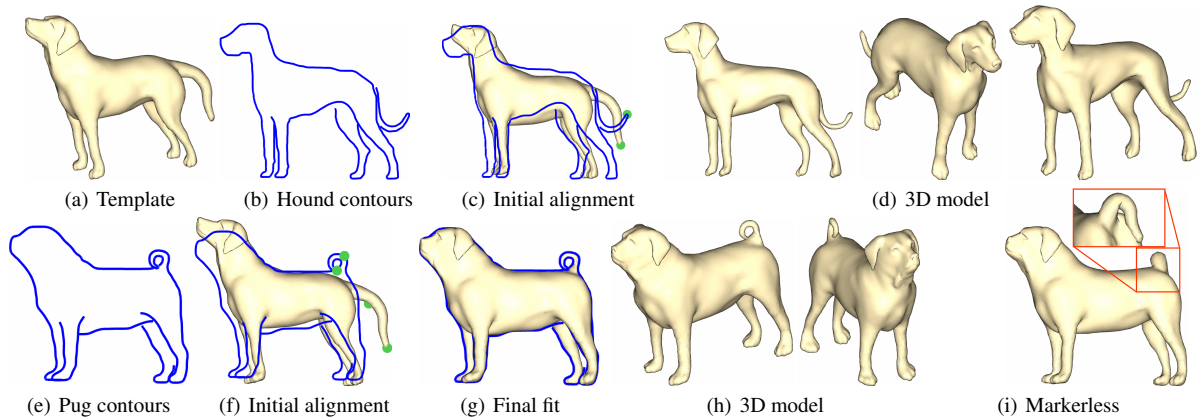 (a) Template
(b) Hound contours
(c) Initial alignment
(d) 3D model
(e) Pug contours
(f) Initial alignment
(g) Final fit
(h) 3D model
(i) Markerless